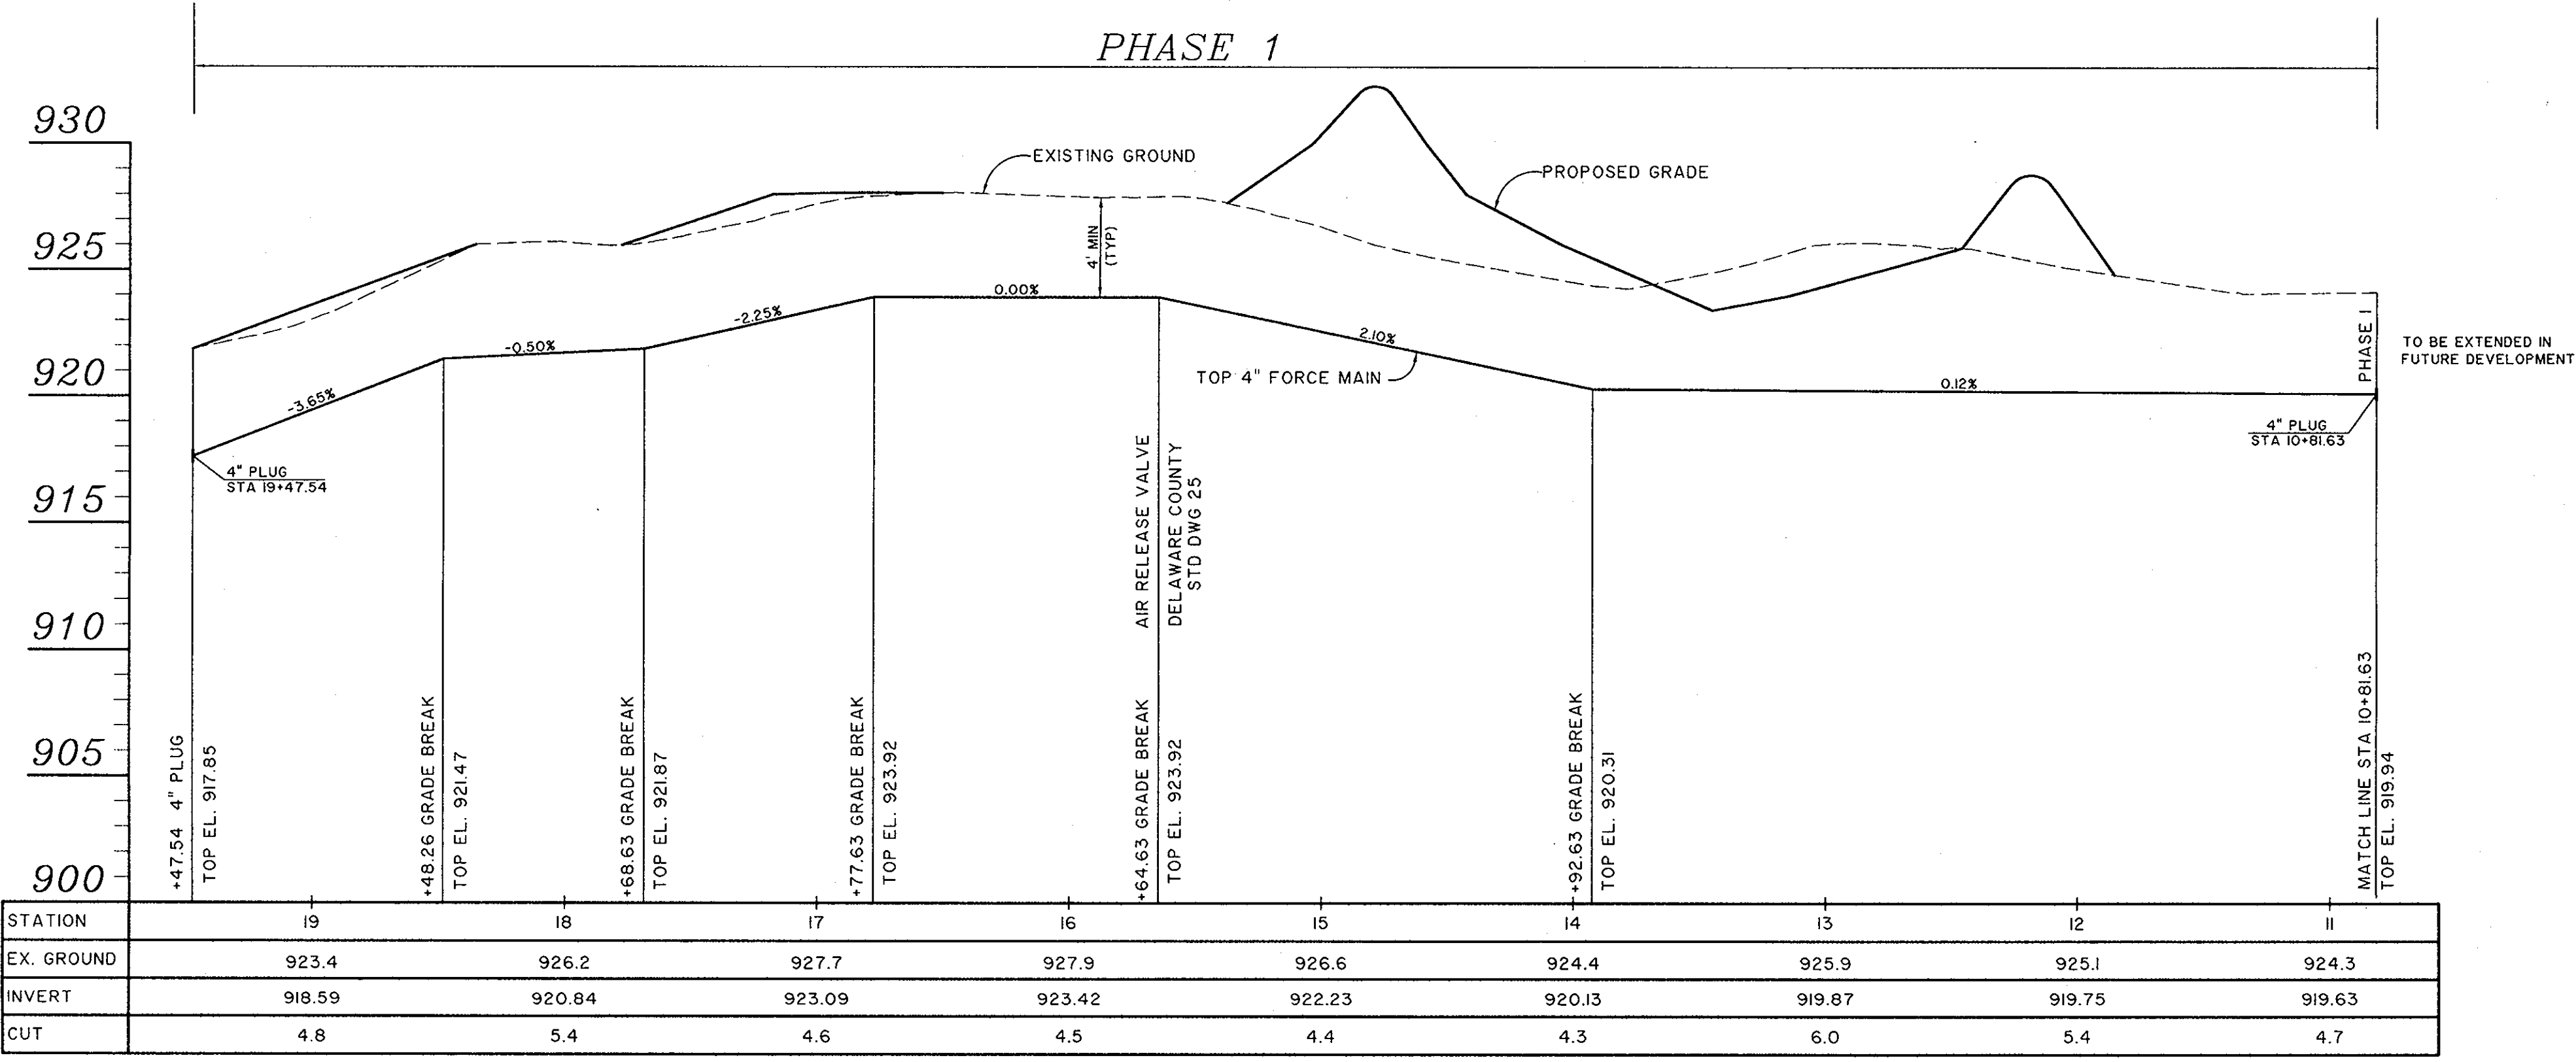 PHASE 1
930
925
920
915
910
905
900
EXISTING GROUND
PROPOSED GRADE
4' MIN
(TYP)
-3.65%
-0.50%
-2.25%
0.00%
2.10%
0.12%
TOP 4" FORCE MAIN
4" PLUG
STA 19+47.54
4" PLUG
STA 10+81.63
PHASE 1
TO BE EXTENDED IN
FUTURE DEVELOPMENT
AIR RELEASE VALVE
DELAWARE COUNTY
STD DWG 25
+47.54 4" PLUG
TOP EL. 917.85
+48.26 GRADE BREAK
TOP EL. 921.47
+68.63 GRADE BREAK
TOP EL. 921.87
+77.63 GRADE BREAK
TOP EL. 923.92
+64.63 GRADE BREAK
TOP EL. 923.92
+92.63 GRADE BREAK
TOP EL. 920.31
MATCH LINE STA 10+81.63
TOP EL. 919.94
STATION 19 18 17 16 15 14 13 12 11
EX. GROUND 923.4 926.2 927.7 927.9 926.6 924.4 925.9 925.1 924.3
INVERT 918.59 920.84 923.09 923.42 922.23 920.13 919.87 919.75 919.63
CUT 4.8 5.4 4.6 4.5 4.4 4.3 6.0 5.4 4.7